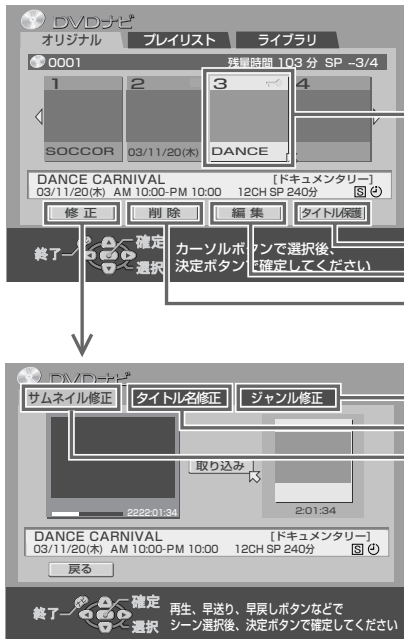 DVDナビ
オリジナル プレイリスト ライブラリ
0001 残量時間 103分 SP -3/4
1 2 3 4
SOCCOR 03/11/20(木) DANCE
DANCE CARNIVAL [ドキュメンタリー]
03/11/20(木) AM 10:00-PM 10:00 12CH SP 240分 S
修正 削除 編集 タイトル保護
終了 確定 選択
カーソルボタンで選択後、
決定ボタンで確定してください
DVDナビ
サムネイル修正 タイトル名修正 ジャンル修正
取り込み
2222:01:34 2:01:34
DANCE CARNIVAL [ドキュメンタリー]
03/11/20(木) AM 10:00-PM 10:00 12CH SP 240分 S
戻る
終了 確定 選択
再生、早送り、早戻しボタンなどで
シーン選択後、決定ボタンで確定してください